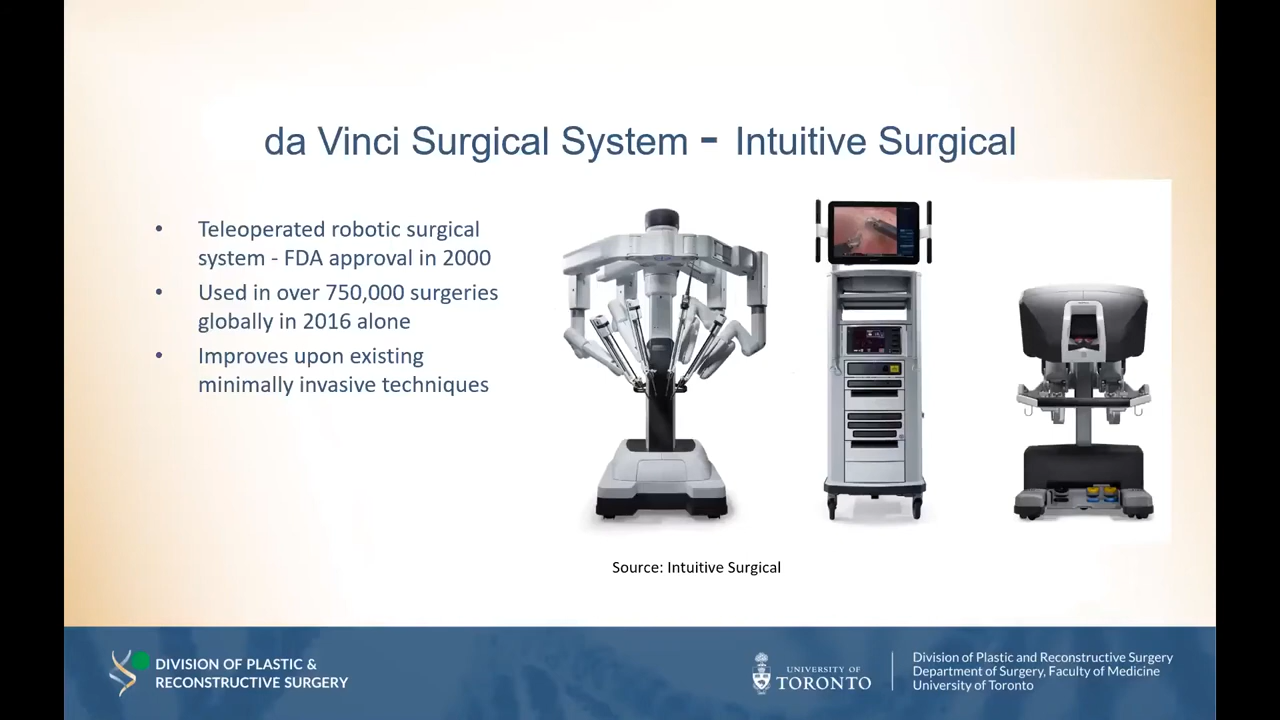 da Vinci Surgical System - Intuitive Surgical
• Teleoperated robotic surgical
system - FDA approval in 2000
• Used in over 750,000 surgeries
globally in 2016 alone
• Improves upon existing
minimally invasive techniques
Source: Intuitive Surgical
DIVISION OF PLASTIC &
RECONSTRUCTIVE SURGERY
UNIVERSITY OF
TORONTO
Division of Plastic and Reconstructive Surgery
Department of Surgery, Faculty of Medicine
University of Toronto